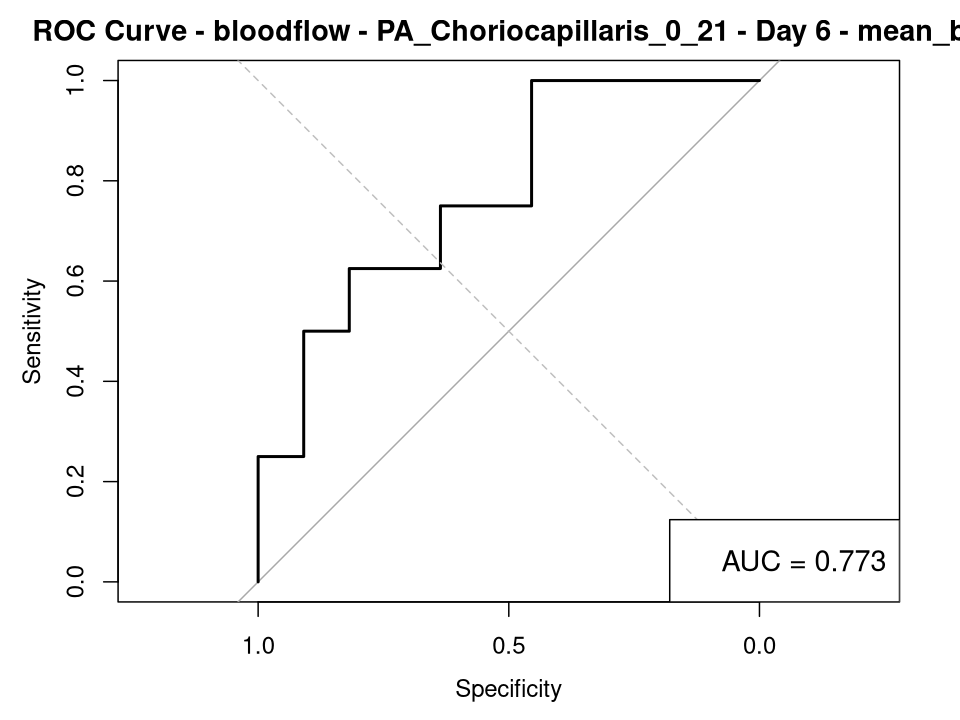 ROC Curve - bloodflow - PA_Choriocapillaris_0_21 - Day 6 - mean_b
1.0
0.8
0.6
0.4
0.2
0.0
Sensitivity
AUC = 0.773
1.0 0.5 0.0
Specificity